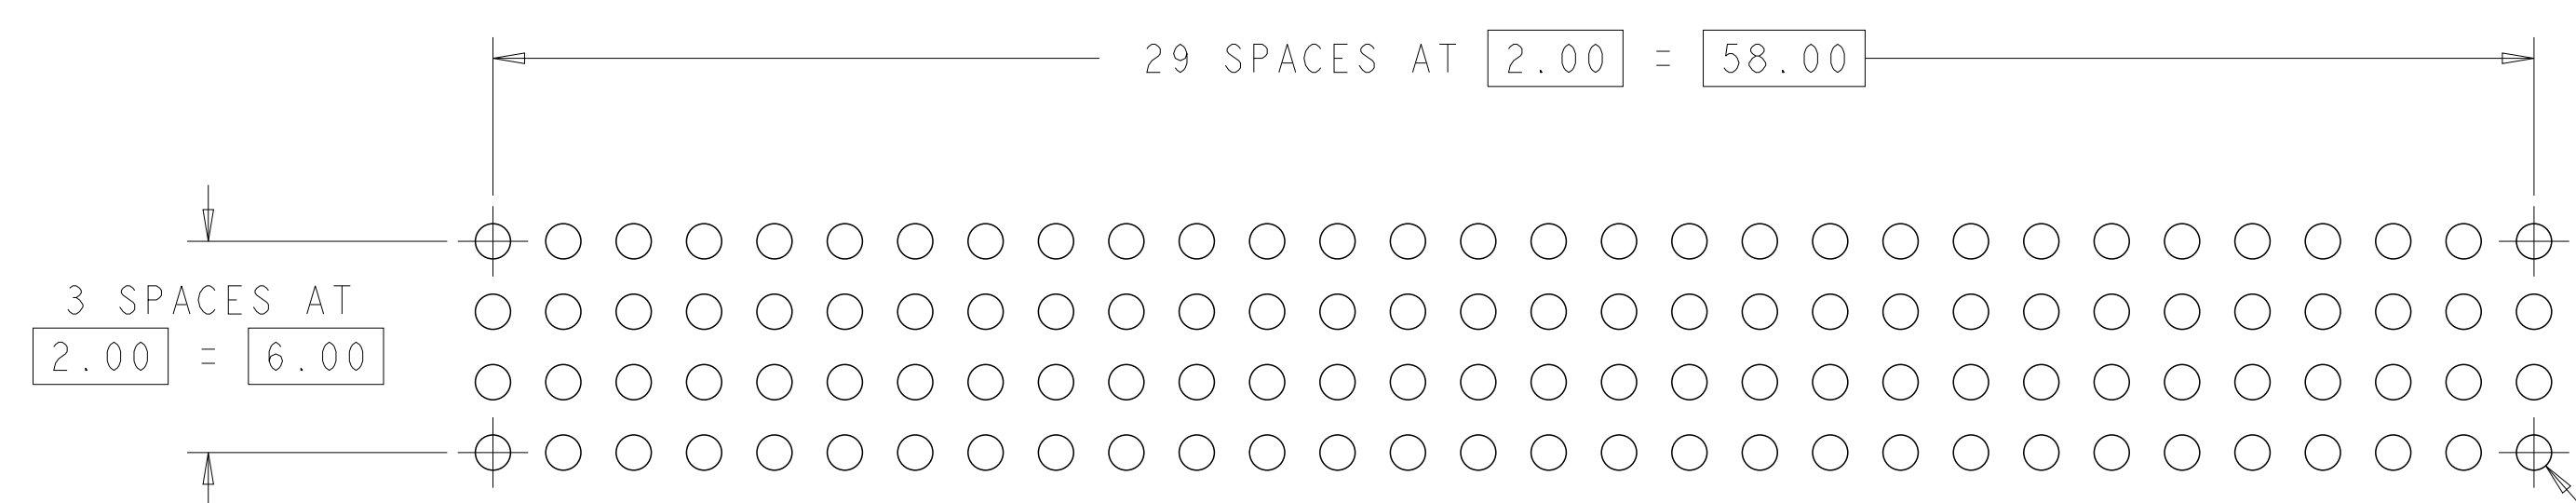 29 SPACES AT 2.00 = 58.00
3 SPACES AT
2.00 = 6.00